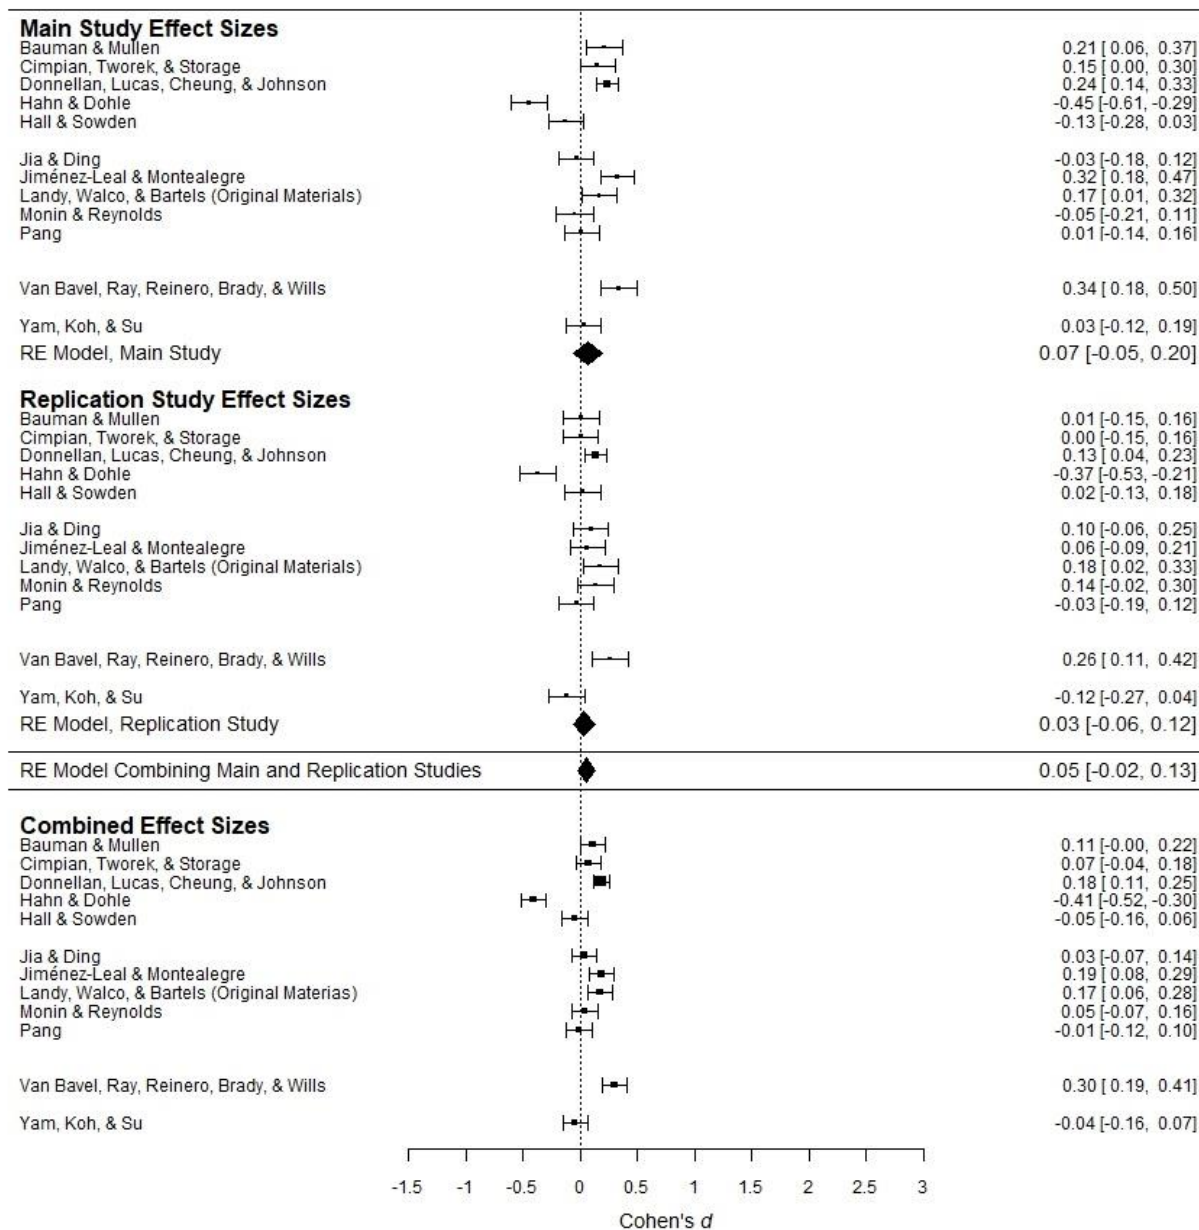 Main Study Effect Sizes
Bauman & Mullen 0.21 [ 0.06, 0.37]
Cimpian, Tworek, & Storage 0.15 [ 0.00, 0.30]
Donnellan, Lucas, Cheung, & Johnson 0.24 [ 0.14, 0.33]
Hahn & Dohle -0.45 [-0.61, -0.29]
Hall & Sowden -0.13 [-0.28, 0.03]
Jia & Ding -0.03 [-0.18, 0.12]
Jiménez-Leal & Montealegre 0.32 [ 0.18, 0.47]
Landy, Walco, & Bartels (Original Materials) 0.17 [ 0.01, 0.32]
Monin & Reynolds -0.05 [-0.21, 0.11]
Pang 0.01 [-0.14, 0.16]
Van Bavel, Ray, Reinero, Brady, & Wills 0.34 [ 0.18, 0.50]
Yam, Koh, & Su 0.03 [-0.12, 0.19]
RE Model, Main Study 0.07 [-0.05, 0.20]
Replication Study Effect Sizes
Bauman & Mullen 0.01 [-0.15, 0.16]
Cimpian, Tworek, & Storage 0.00 [-0.15, 0.16]
Donnellan, Lucas, Cheung, & Johnson 0.13 [ 0.04, 0.23]
Hahn & Dohle -0.37 [-0.53, -0.21]
Hall & Sowden 0.02 [-0.13, 0.18]
Jia & Ding 0.10 [-0.06, 0.25]
Jiménez-Leal & Montealegre 0.06 [-0.09, 0.21]
Landy, Walco, & Bartels (Original Materials) 0.18 [ 0.02, 0.33]
Monin & Reynolds 0.14 [-0.02, 0.30]
Pang -0.03 [-0.19, 0.12]
Van Bavel, Ray, Reinero, Brady, & Wills 0.26 [ 0.11, 0.42]
Yam, Koh, & Su -0.12 [-0.27, 0.04]
RE Model, Replication Study 0.03 [-0.06, 0.12]
RE Model Combining Main and Replication Studies 0.05 [-0.02, 0.13]
Combined Effect Sizes
Bauman & Mullen 0.11 [-0.00, 0.22]
Cimpian, Tworek, & Storage 0.07 [-0.04, 0.18]
Donnellan, Lucas, Cheung, & Johnson 0.18 [ 0.11, 0.25]
Hahn & Dohle -0.41 [-0.52, -0.30]
Hall & Sowden -0.05 [-0.16, 0.06]
Jia & Ding 0.03 [-0.07, 0.14]
Jiménez-Leal & Montealegre 0.19 [ 0.08, 0.29]
Landy, Walco, & Bartels (Original Materias) 0.17 [ 0.06, 0.28]
Monin & Reynolds 0.05 [-0.07, 0.16]
Pang -0.01 [-0.12, 0.10]
Van Bavel, Ray, Reinero, Brady, & Wills 0.30 [ 0.19, 0.41]
Yam, Koh, & Su -0.04 [-0.16, 0.07]
-1.5 -1 -0.5 0 0.5 1 1.5 2 2.5 3
Cohen's d